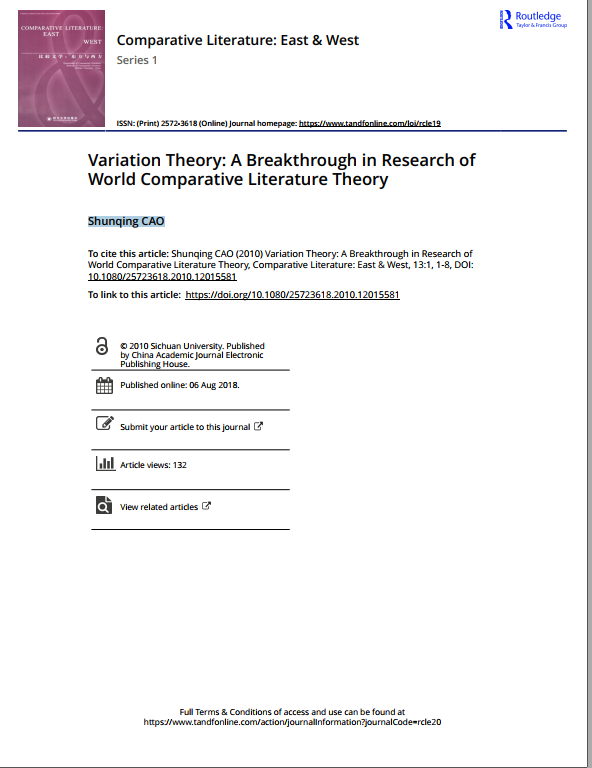 COMPARATIVE LITERATURE:
EAST
&
WEST
比较文学：东方与西方
Routledge
Taylor & Francis Group
Comparative Literature: East & West
Series 1
ISSN: (Print) 2572-3618 (Online) Journal homepage: https://www.tandfonline.com/loi/rcle19
Variation Theory: A Breakthrough in Research of
World Comparative Literature Theory
Shunqing CAO
To cite this article: Shunqing CAO (2010) Variation Theory: A Breakthrough in Research of
World Comparative Literature Theory, Comparative Literature: East & West, 13:1, 1-8, DOI:
10.1080/25723618.2010.12015581
To link to this article: https://doi.org/10.1080/25723618.2010.12015581
© 2010 Sichuan University. Published
by China Academic Journal Electronic
Publishing House.
Published online: 06 Aug 2018.
Submit your article to this journal
Article views: 132
View related articles
Full Terms & Conditions of access and use can be found at
https://www.tandfonline.com/action/journalInformation?journalCode=rcle20